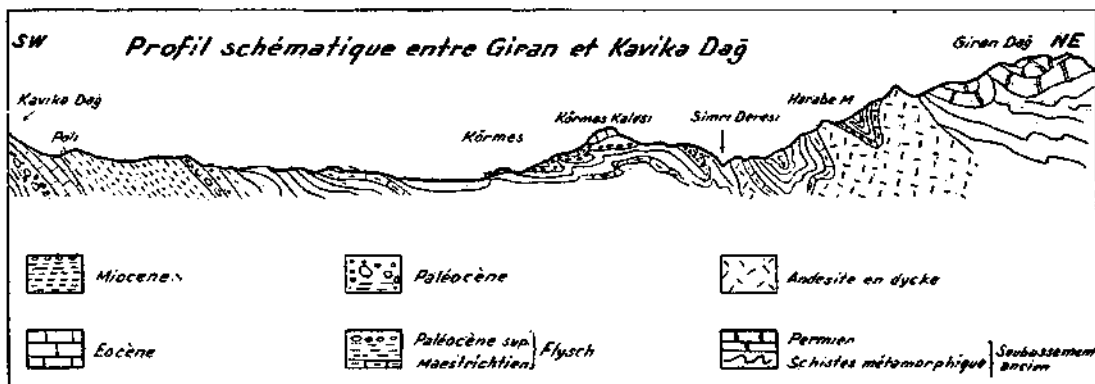 SW
Profil schématique entre Giran et Kavika Dağ
Giran Dağ NE
Kavika Dağ
Poli
Körmes
Körmes Kalesi
Simri Deresi
Harabe M
Miocene
Paléocène
Andesite en dycke
Eocène
Paléocène sup.
Maestrichtien
Flysch
Permien
Schistes métamorphique
Soubassement
ancien